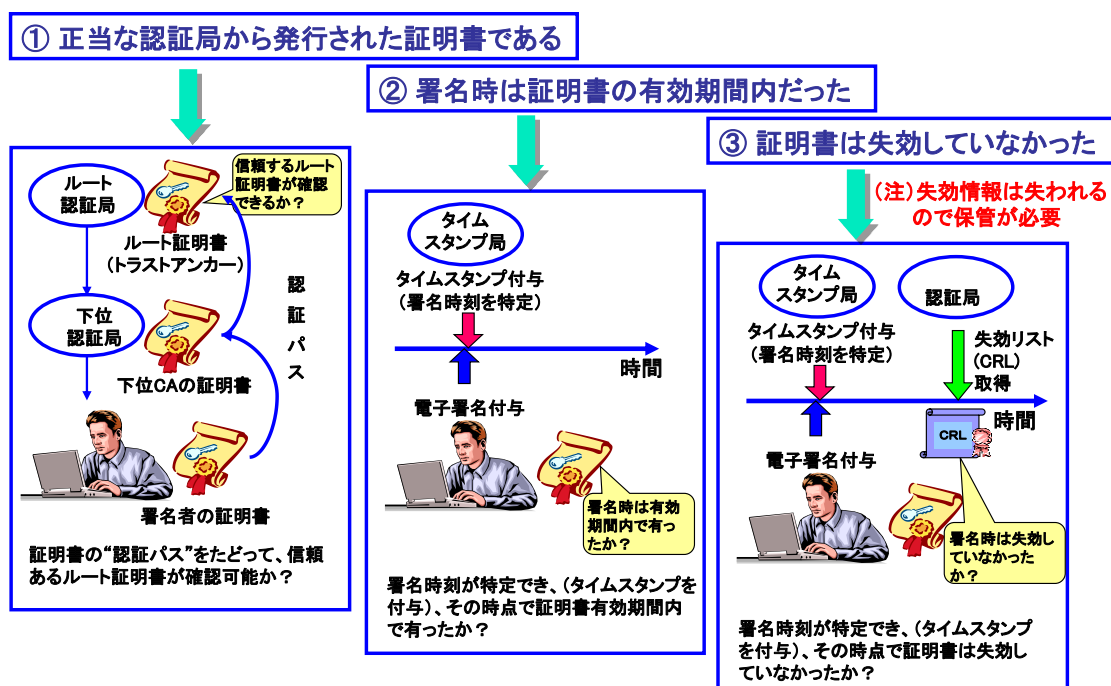 ① 正当な認証局から発行された証明書である
② 署名時は証明書の有効期間内だった
③ 証明書は失効していなかった
(注)失効情報は失われる
ので保管が必要
ルート
認証局
信頼するルート
証明書が確認
できるか?
ルート証明書
(トラストアンカー)
認証パス
下位
認証局
下位CAの証明書
署名者の証明書
証明書の“認証パス”をたどって、信頼
あるルート証明書が確認可能か?
タイム
スタンプ局
タイムスタンプ付与
(署名時刻を特定)
時間
電子署名付与
署名時は有効
期間内で有っ
たか?
署名時刻が特定でき、(タイムスタンプを
付与)、その時点で証明書有効期間内
で有ったか?
タイム
スタンプ局
認証局
タイムスタンプ付与
(署名時刻を特定)
失効リスト
(CRL)
取得
時間
CRL
電子署名付与
署名時は失効し
ていなかった
か?
署名時刻が特定でき、(タイムスタンプ
を付与)、その時点で証明書は失効し
ていなかったか?